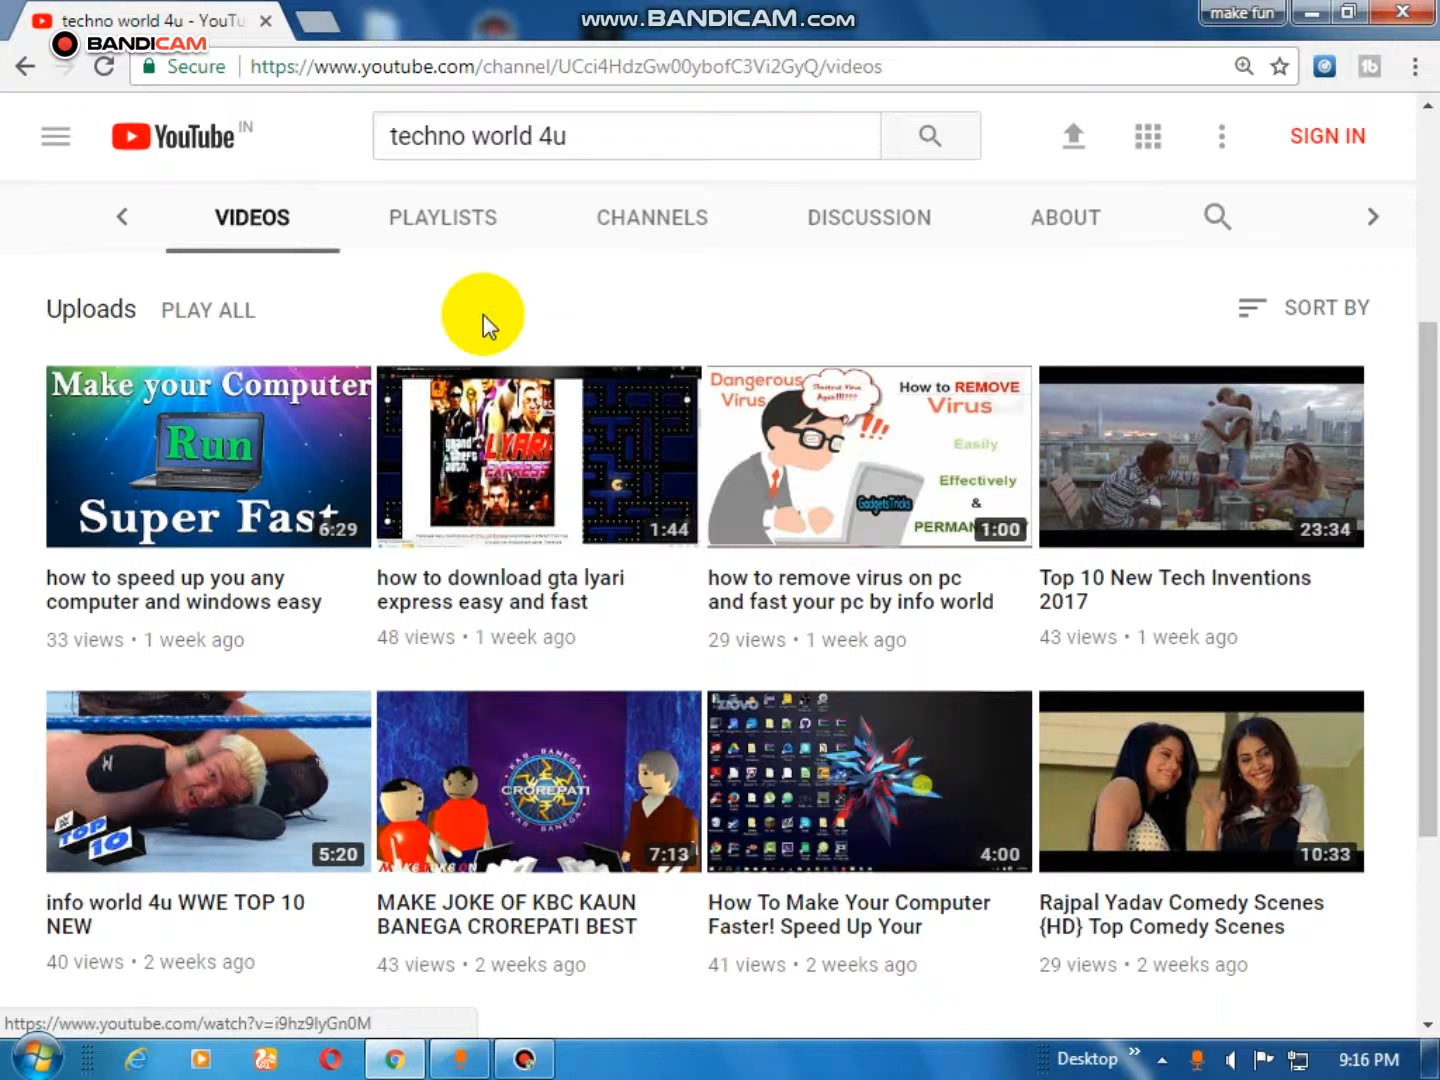 techno world 4u - YouTu
www.BANDICAM.com
make fun
BANDICAM
Secure
https://www.youtube.com/channel/UCci4HdzGw00ybofC3Vi2GyQ/videos
YouTube IN
techno world 4u
SIGN IN
VIDEOS
PLAYLISTS
CHANNELS
DISCUSSION
ABOUT
Uploads
PLAY ALL
SORT BY
Make your Computer
Run
Super Fast
6:29
grand theft auto
LYARI
EXPRESS
1:44
Dangerous
Virus
How to REMOVE
Virus
Easily
Effectively
&
PERMAN
GadgetsTricks
1:00
23:34
how to speed up you any
computer and windows easy
33 views • 1 week ago
how to download gta lyari
express easy and fast
48 views • 1 week ago
how to remove virus on pc
and fast your pc by info world
29 views • 1 week ago
Top 10 New Tech Inventions
2017
43 views • 1 week ago
TOP
10
5:20
KAUN BANEGA
CROREPATI
7:13
4:00
10:33
info world 4u WWE TOP 10
NEW
40 views • 2 weeks ago
MAKE JOKE OF KBC KAUN
BANEGA CROREPATI BEST
43 views • 2 weeks ago
How To Make Your Computer
Faster! Speed Up Your
41 views • 2 weeks ago
Rajpal Yadav Comedy Scenes
{HD} Top Comedy Scenes
29 views • 2 weeks ago
https://www.youtube.com/watch?v=i9hz9lyGn0M
Desktop
9:16 PM